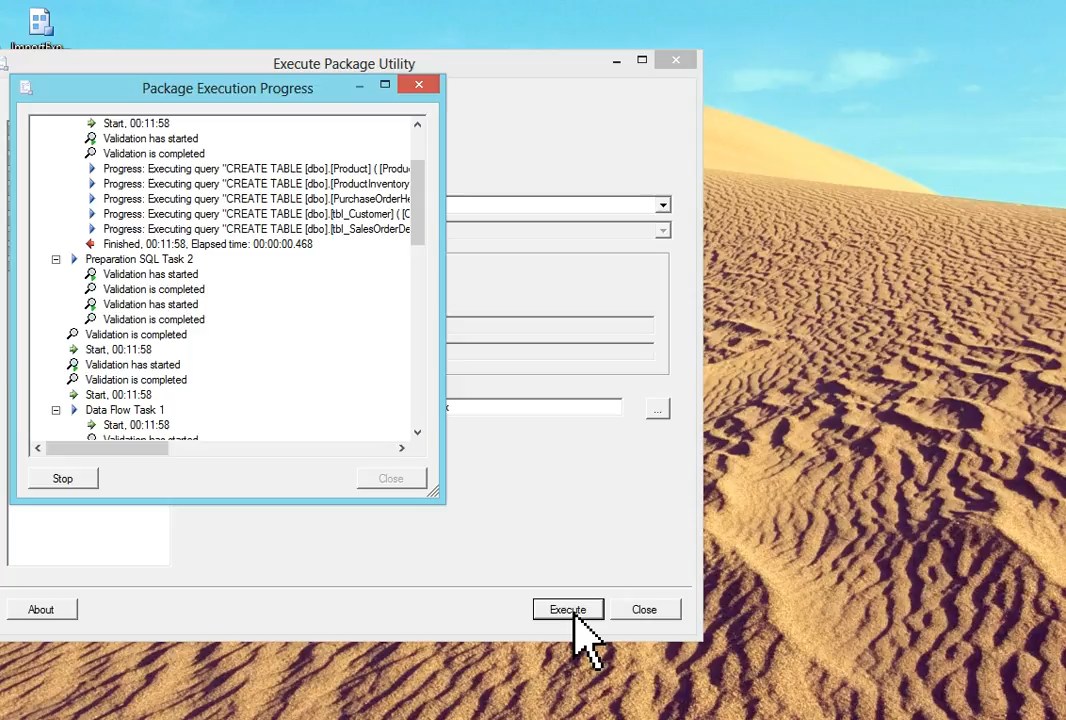 ImportExp...
Execute Package Utility
Package Execution Progress
Start, 00:11:58
Validation has started
Validation is completed
Progress: Executing query "CREATE TABLE [dbo].[Product] ( [Produ
Progress: Executing query "CREATE TABLE [dbo].[ProductInventory
Progress: Executing query "CREATE TABLE [dbo].[PurchaseOrderHe
Progress: Executing query "CREATE TABLE [dbo].[tbl_Customer] ( [C
Progress: Executing query "CREATE TABLE [dbo].[tbl_SalesOrderDe
Finished, 00:11:58, Elapsed time: 00:00:00.468
Preparation SQL Task 2
Validation has started
Validation is completed
Validation has started
Validation is completed
Validation is completed
Start, 00:11:58
Validation has started
Validation is completed
Start, 00:11:58
Data Flow Task 1
Start, 00:11:58
Validation has started
...
Stop
Close
About
Execute
Close